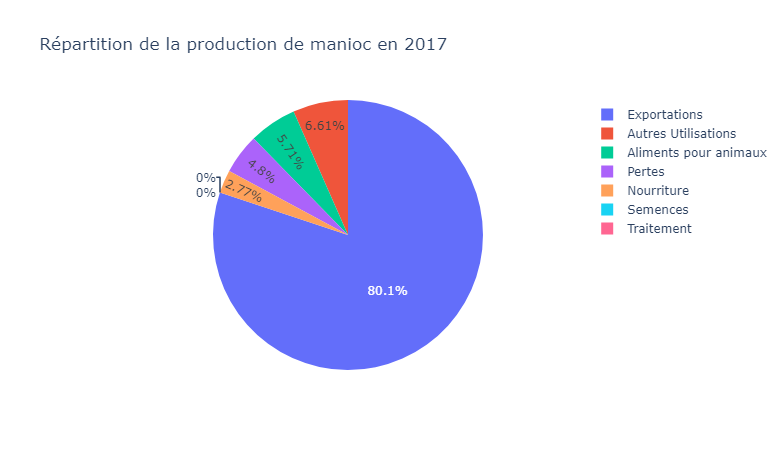 Répartition de la production de manioc en 2017
6.61%
5.71%
4.8%
0%
2.77%
0%
80.1%
Exportations
Autres Utilisations
Aliments pour animaux
Pertes
Nourriture
Semences
Traitement